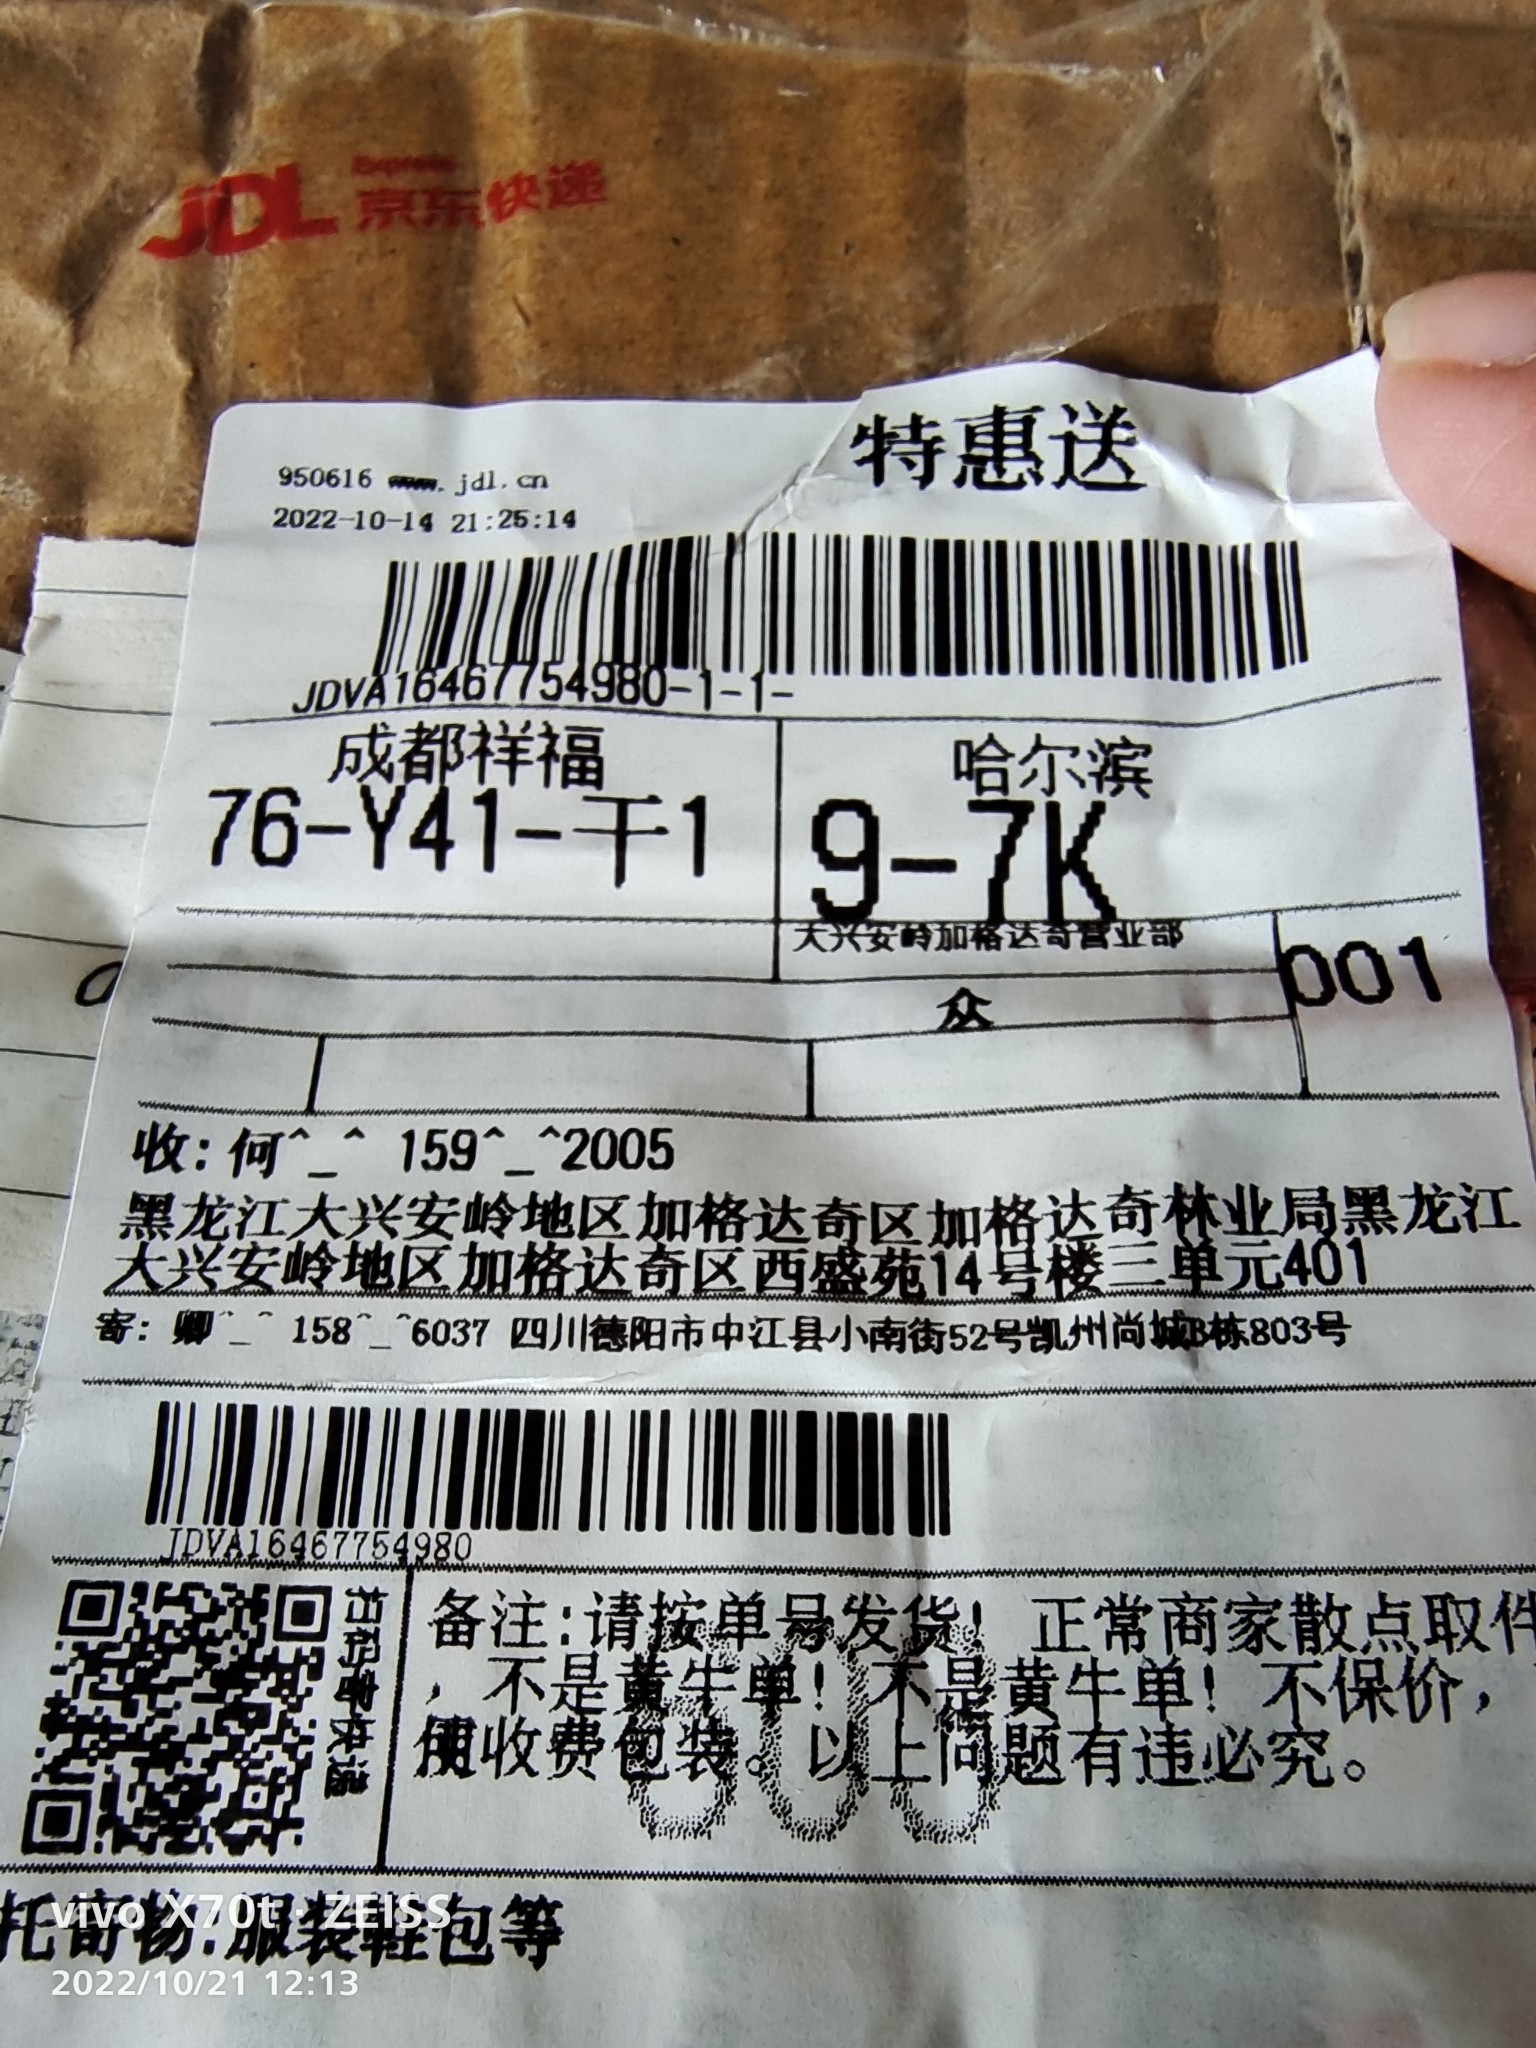 JDL Express 京东快递
特惠送
950616 www.jdl.cn
2022-10-14 21:25:14
JDVA16467754980-1-1-
成都祥福
76-Y41-干1
哈尔滨
9-7K
大兴安岭加格达奇营业部
001
众
收:何^_^ 159^_^2005
黑龙江大兴安岭地区加格达奇区加格达奇林业局黑龙江
大兴安岭地区加格达奇区西盛苑14号楼三单元401
寄: 卿^_^ 158^_^6037 四川德阳市中江县小南街52号凯州尚城3栋803号
JDVA16467754980
备注:请按单号发货! 正常商家散点取件
,不是黄牛单! 不是黄牛单! 不保价,
使用收费包装。以上问题有违必究。
托寄物:服装鞋包等
vivo X70t · ZEISS
2022/10/21 12:13